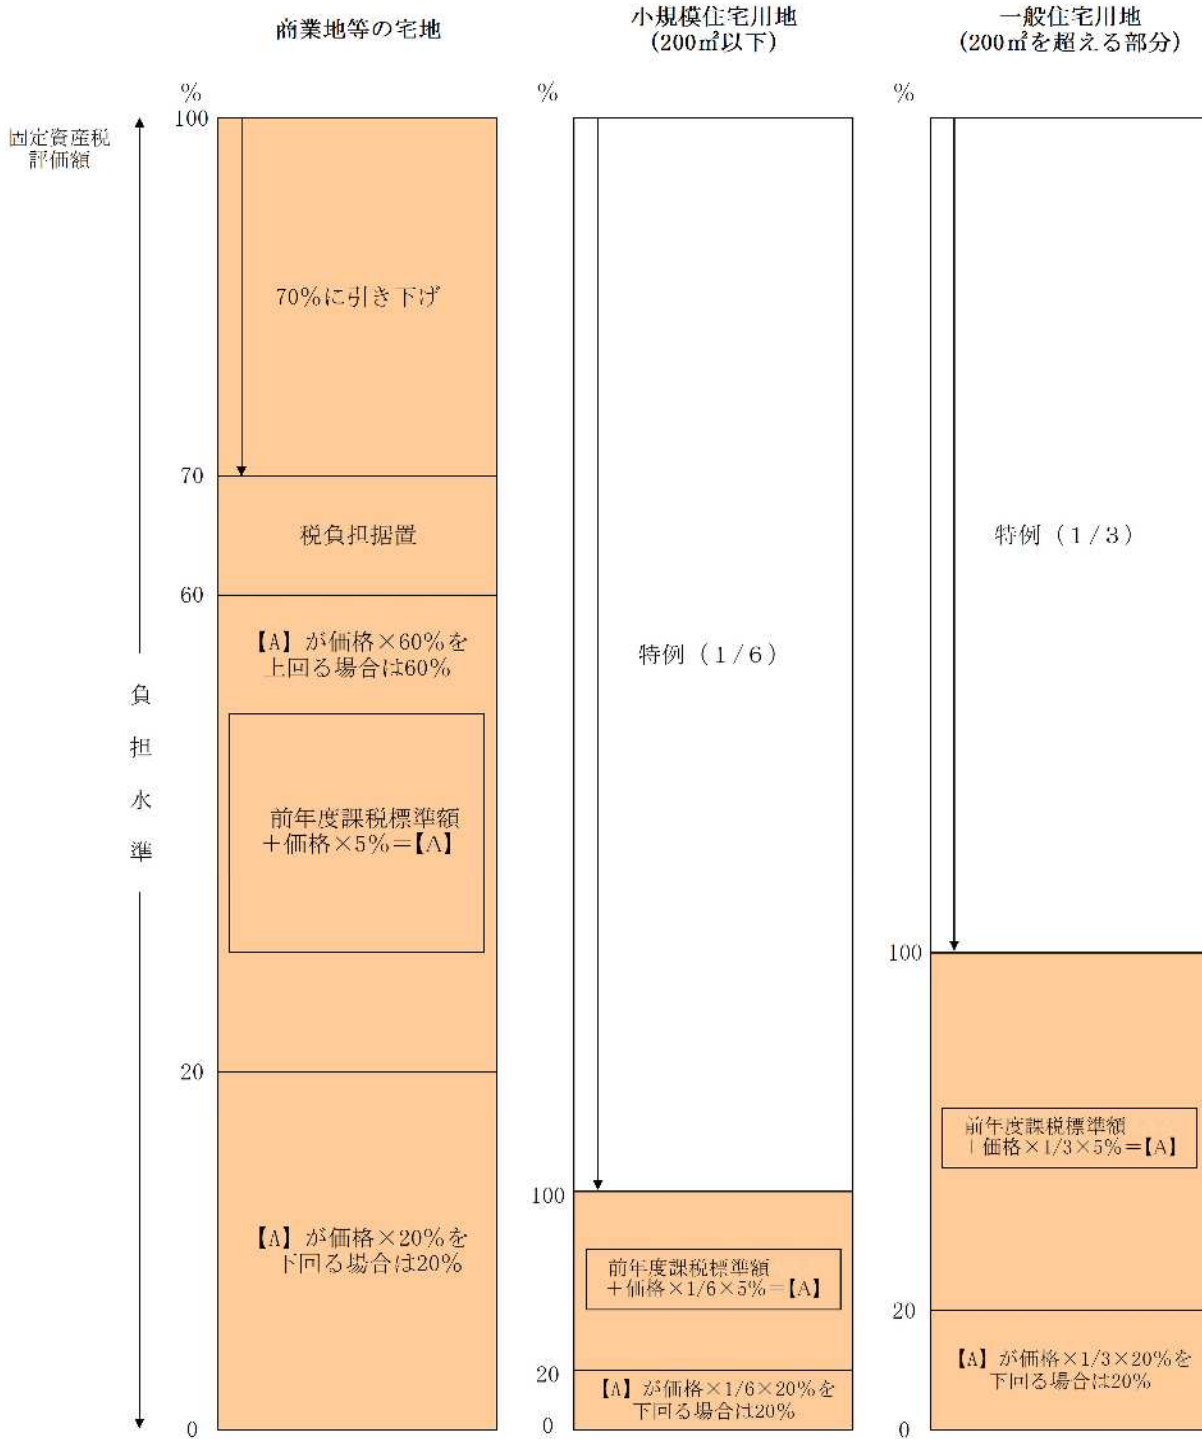 商業地等の宅地
小規模住宅川地
(200㎡以下)
一般住宅川地
(200㎡を超える部分)
%
%
%
固定資産税
評価額
負
担
水
準
100
70%に引き下げ
70
税負担据置
60
【A】が価格×60%を
上回る場合は60%
前年度課税標準額
＋価格×5%＝【A】
20
【A】が価格×20%を
下回る場合は20%
0
特例（1/6）
100
前年度課税標準額
＋価格×1/6×5%＝【A】
20
【A】が価格×1/6×20%を
下回る場合は20%
0
特例（1/3）
100
前年度課税標準額
＋価格×1/3×5%＝【A】
20
【A】が価格×1/3×20%を
下回る場合は20%
0